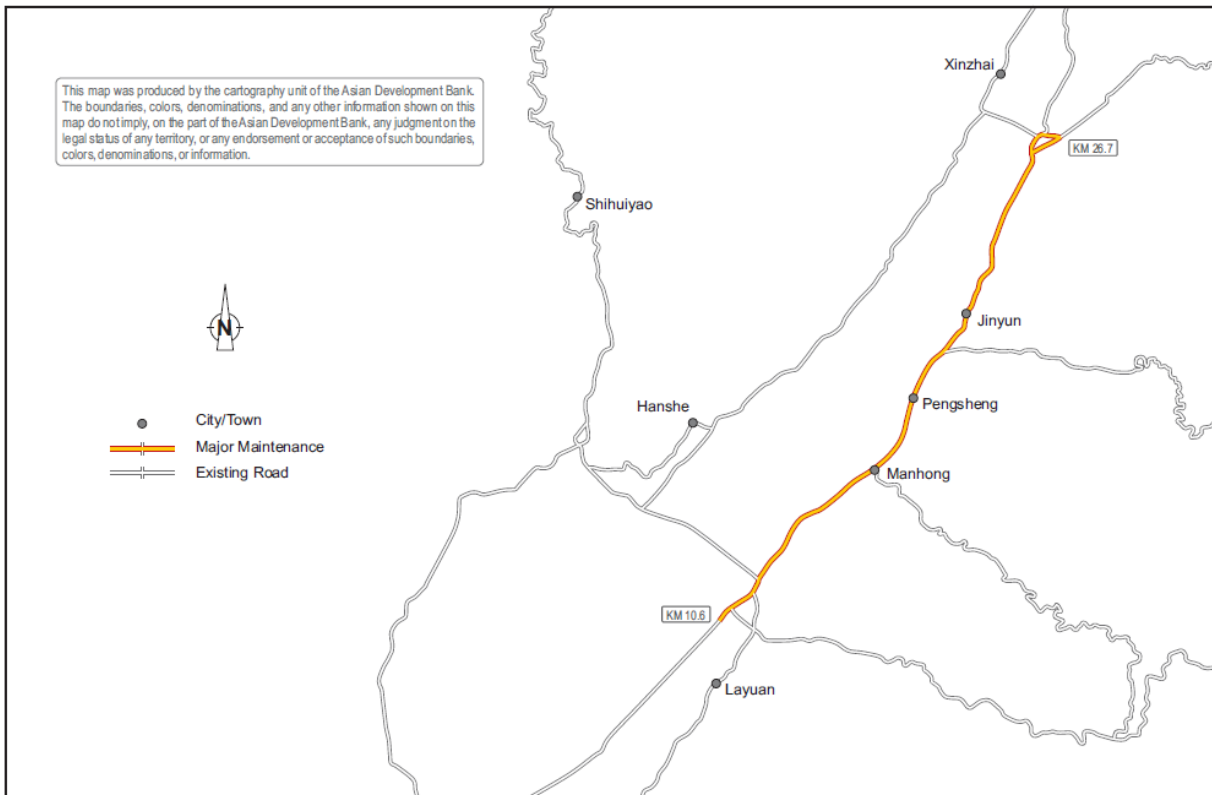 Xinzhai
This map was produced by the cartography unit of the Asian Development Bank.
The boundaries, colors, denominations, and any other information shown on this
map do not imply, on the part of the Asian Development Bank, any judgment on the
legal status of any territory, or any endorsement or acceptance of such boundaries,
colors, denominations, or information.
KM 26.7
Shihuiyao
N
Jinyun
Hanshe
Pengsheng
City/Town
Major Maintenance
Existing Road
Manhong
KM 10.6
Layuan